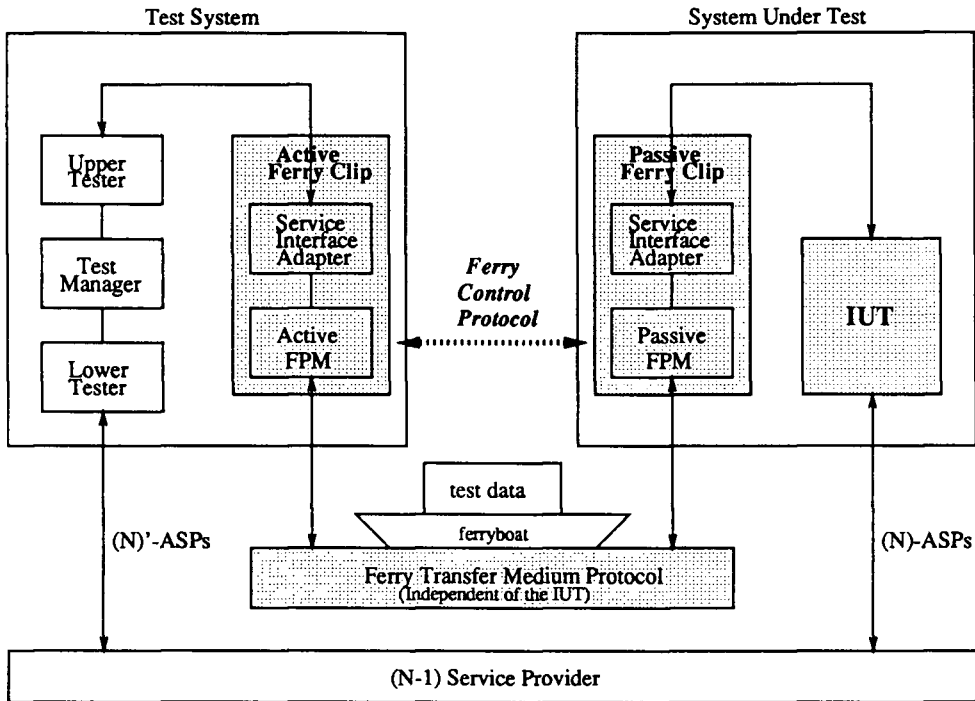 Test System
System Under Test
Upper
Tester
Test
Manager
Lower
Tester
Active
Ferry Clip
Service
Interface
Adapter
Active
FPM
Ferry
Control
Protocol
Passive
Ferry Clip
Service
Interface
Adapter
Passive
FPM
IUT
test data
ferryboat
(N)'-ASPs
(N)-ASPs
Ferry Transfer Medium Protocol
(Independent of the IUT)
(N-1) Service Provider